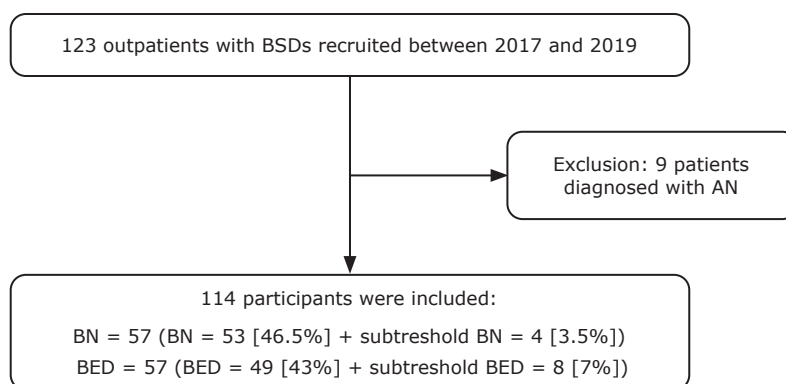 123 outpatients with BSDs recruited between 2017 and 2019
Exclusion: 9 patients
diagnosed with AN
114 participants were included:
BN = 57 (BN = 53 [46.5%] + subtreshold BN = 4 [3.5%])
BED = 57 (BED = 49 [43%] + subtreshold BED = 8 [7%])